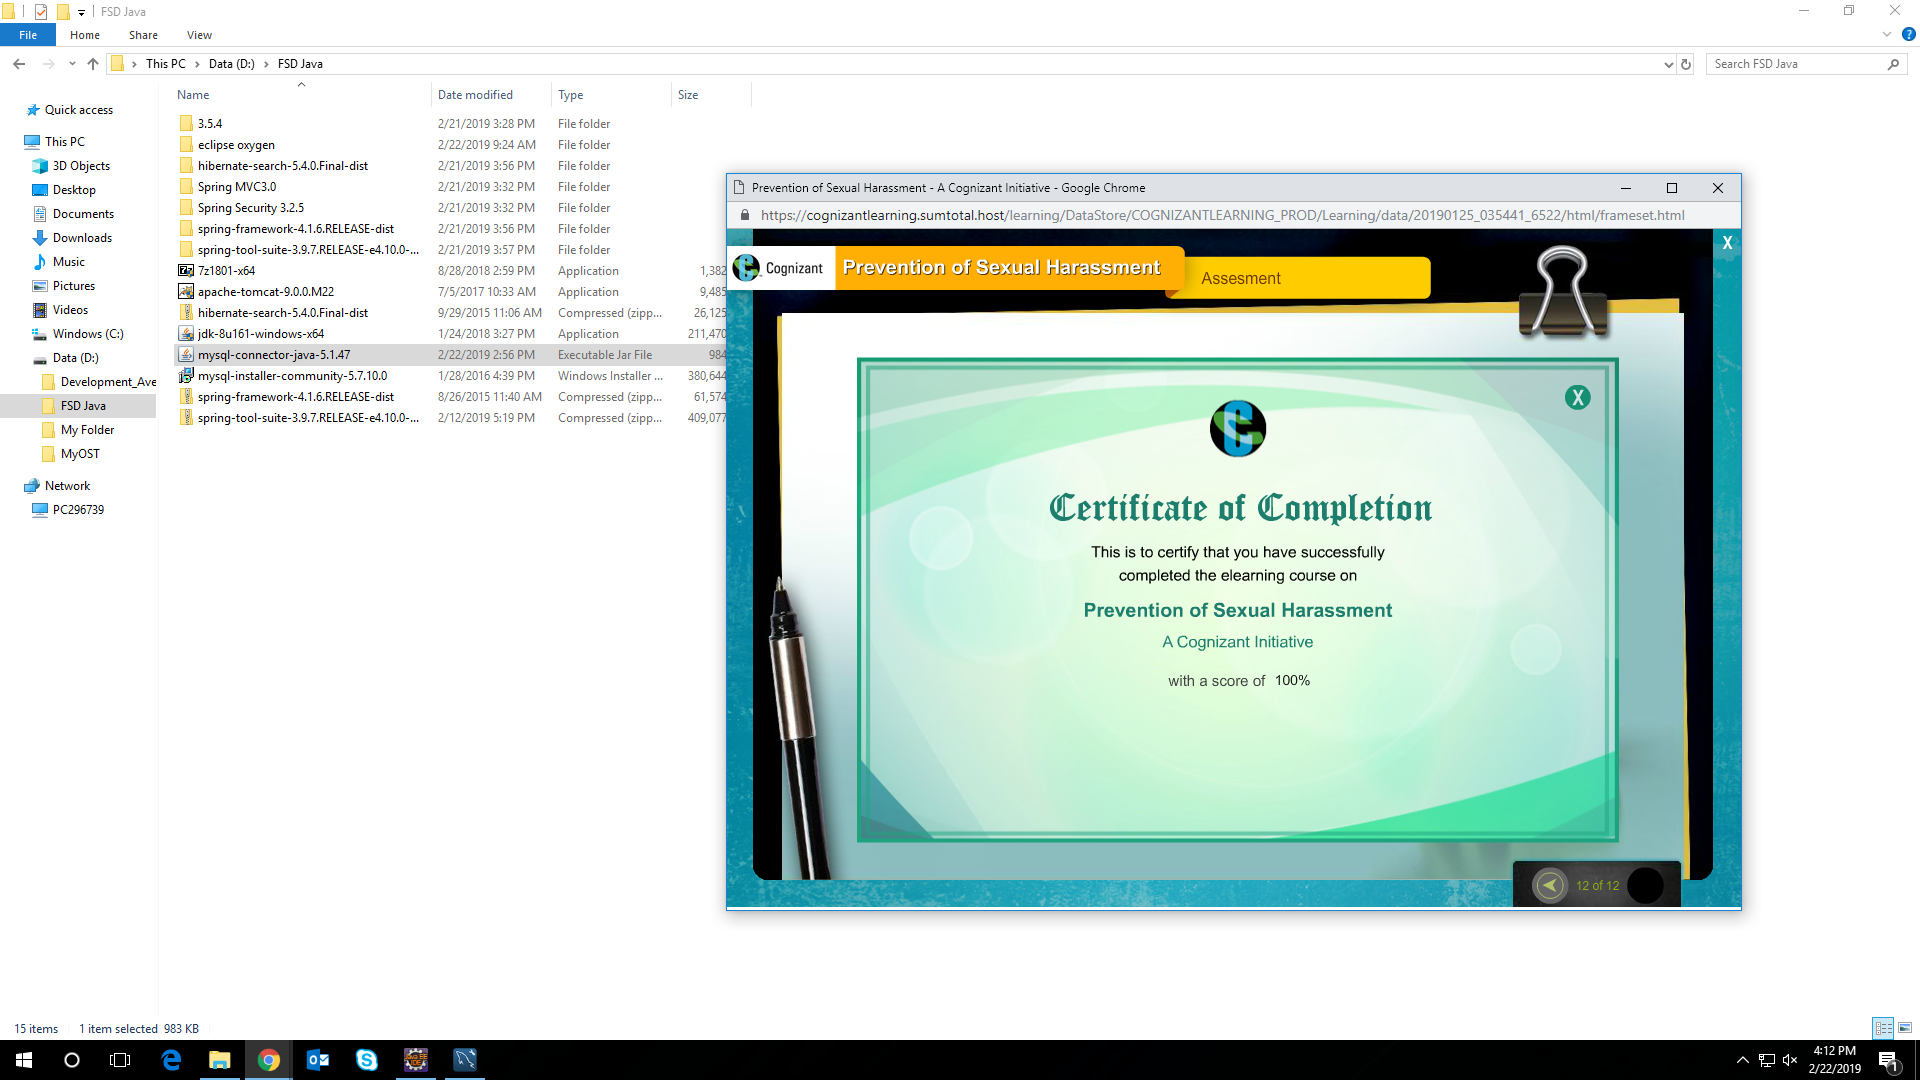 FSD Java
File Home Share View
This PC Data (D:) FSD Java
Search FSD Java
Name Date modified Type Size
Quick access
This PC
3D Objects
Desktop
Documents
Downloads
Music
Pictures
Videos
Windows (C:)
Data (D:)
Development_Ave
FSD Java
My Folder
MyOST
Network
PC296739
3.5.4 2/21/2019 3:28 PM File folder
eclipse oxygen 2/22/2019 9:24 AM File folder
hibernate-search-5.4.0.Final-dist 2/21/2019 3:56 PM File folder
Spring MVC3.0 2/21/2019 3:32 PM File folder
Spring Security 3.2.5 2/21/2019 3:32 PM File folder
spring-framework-4.1.6.RELEASE-dist 2/21/2019 3:56 PM File folder
spring-tool-suite-3.9.7.RELEASE-e4.10.0-... 2/21/2019 3:57 PM File folder
7z1801-x64 8/28/2018 2:59 PM Application 1,382
apache-tomcat-9.0.0.M22 7/5/2017 10:33 AM Application 9,485
hibernate-search-5.4.0.Final-dist 9/29/2015 11:06 AM Compressed (zipp... 26,125
jdk-8u161-windows-x64 1/24/2018 3:27 PM Application 211,470
mysql-connector-java-5.1.47 2/22/2019 2:56 PM Executable Jar File 984
mysql-installer-community-5.7.10.0 1/28/2016 4:39 PM Windows Installer ... 380,644
spring-framework-4.1.6.RELEASE-dist 8/26/2015 11:40 AM Compressed (zipp... 61,574
spring-tool-suite-3.9.7.RELEASE-e4.10.0-... 2/12/2019 5:19 PM Compressed (zipp... 409,077
Prevention of Sexual Harassment - A Cognizant Initiative - Google Chrome
https://cognizantlearning.sumtotal.host/learning/DataStore/COGNIZANTLEARNING_PROD/Learning/data/20190125_035441_6522/html/frameset.html
X
Cognizant Prevention of Sexual Harassment
Assesment
X
Certificate of Completion
This is to certify that you have successfully
completed the elearning course on
Prevention of Sexual Harassment
A Cognizant Initiative
with a score of 100%
12 of 12
15 items 1 item selected 983 KB
4:12 PM
2/22/2019
1